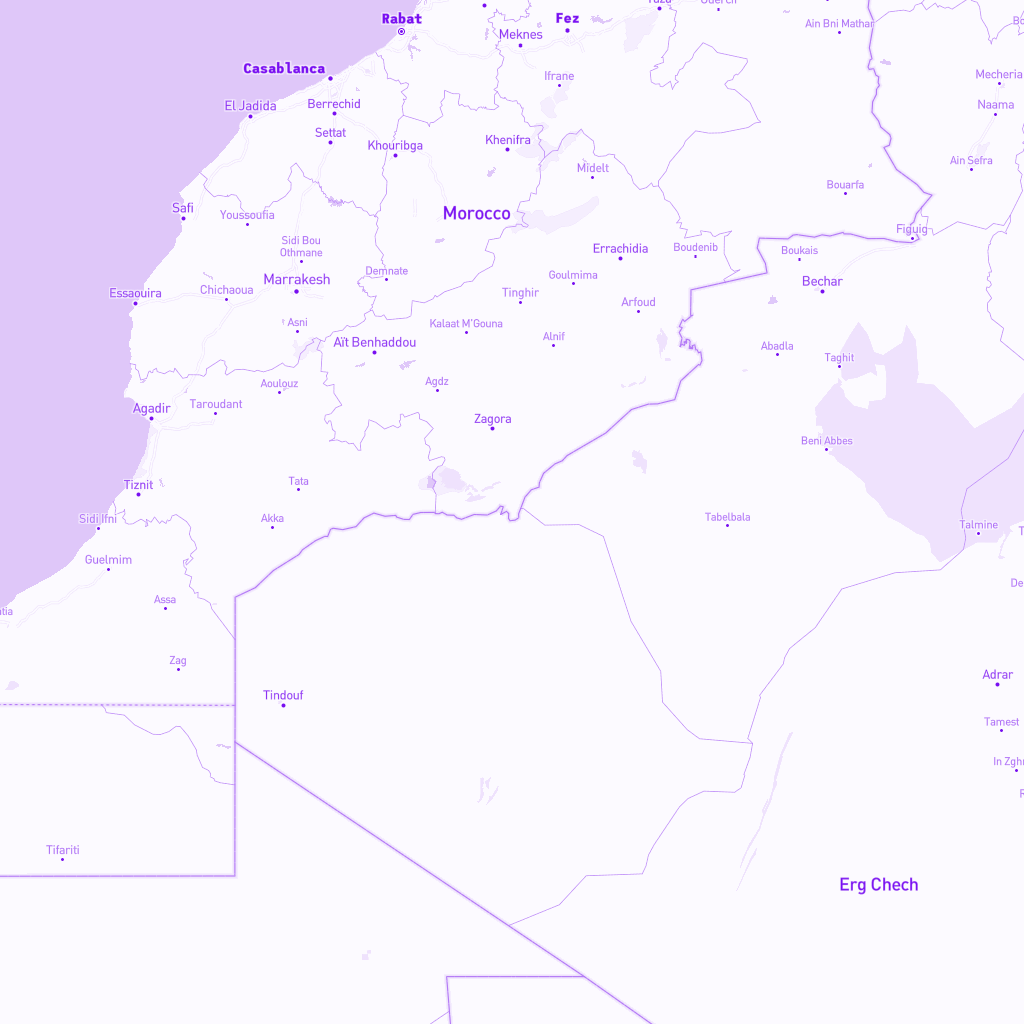 Rabat
Meknes
Fez
Taza
Guercif
Ain Bni Mathar
Casablanca
Ifrane
Mecheria
El Jadida
Berrechid
Naama
Settat
Khouribga
Khenifra
Ain Sefra
Midelt
Bouarfa
Safi
Youssoufia
Morocco
Figuig
Sidi Bou
Othmane
Errachidia
Boudenib
Boukais
Demnate
Goulmima
Marrakesh
Bechar
Essaouira
Chichaoua
Tinghir
Arfoud
Asni
Kalaat M'Gouna
Alnif
Aït Benhaddou
Abadla
Taghit
Aoulouz
Agdz
Agadir
Taroudant
Zagora
Beni Abbes
Tiznit
Tata
Sidi Ifni
Akka
Tabelbala
Talmine
Guelmim
Assa
Zag
Tindouf
Adrar
Tamest
Tifariti
Erg Chech